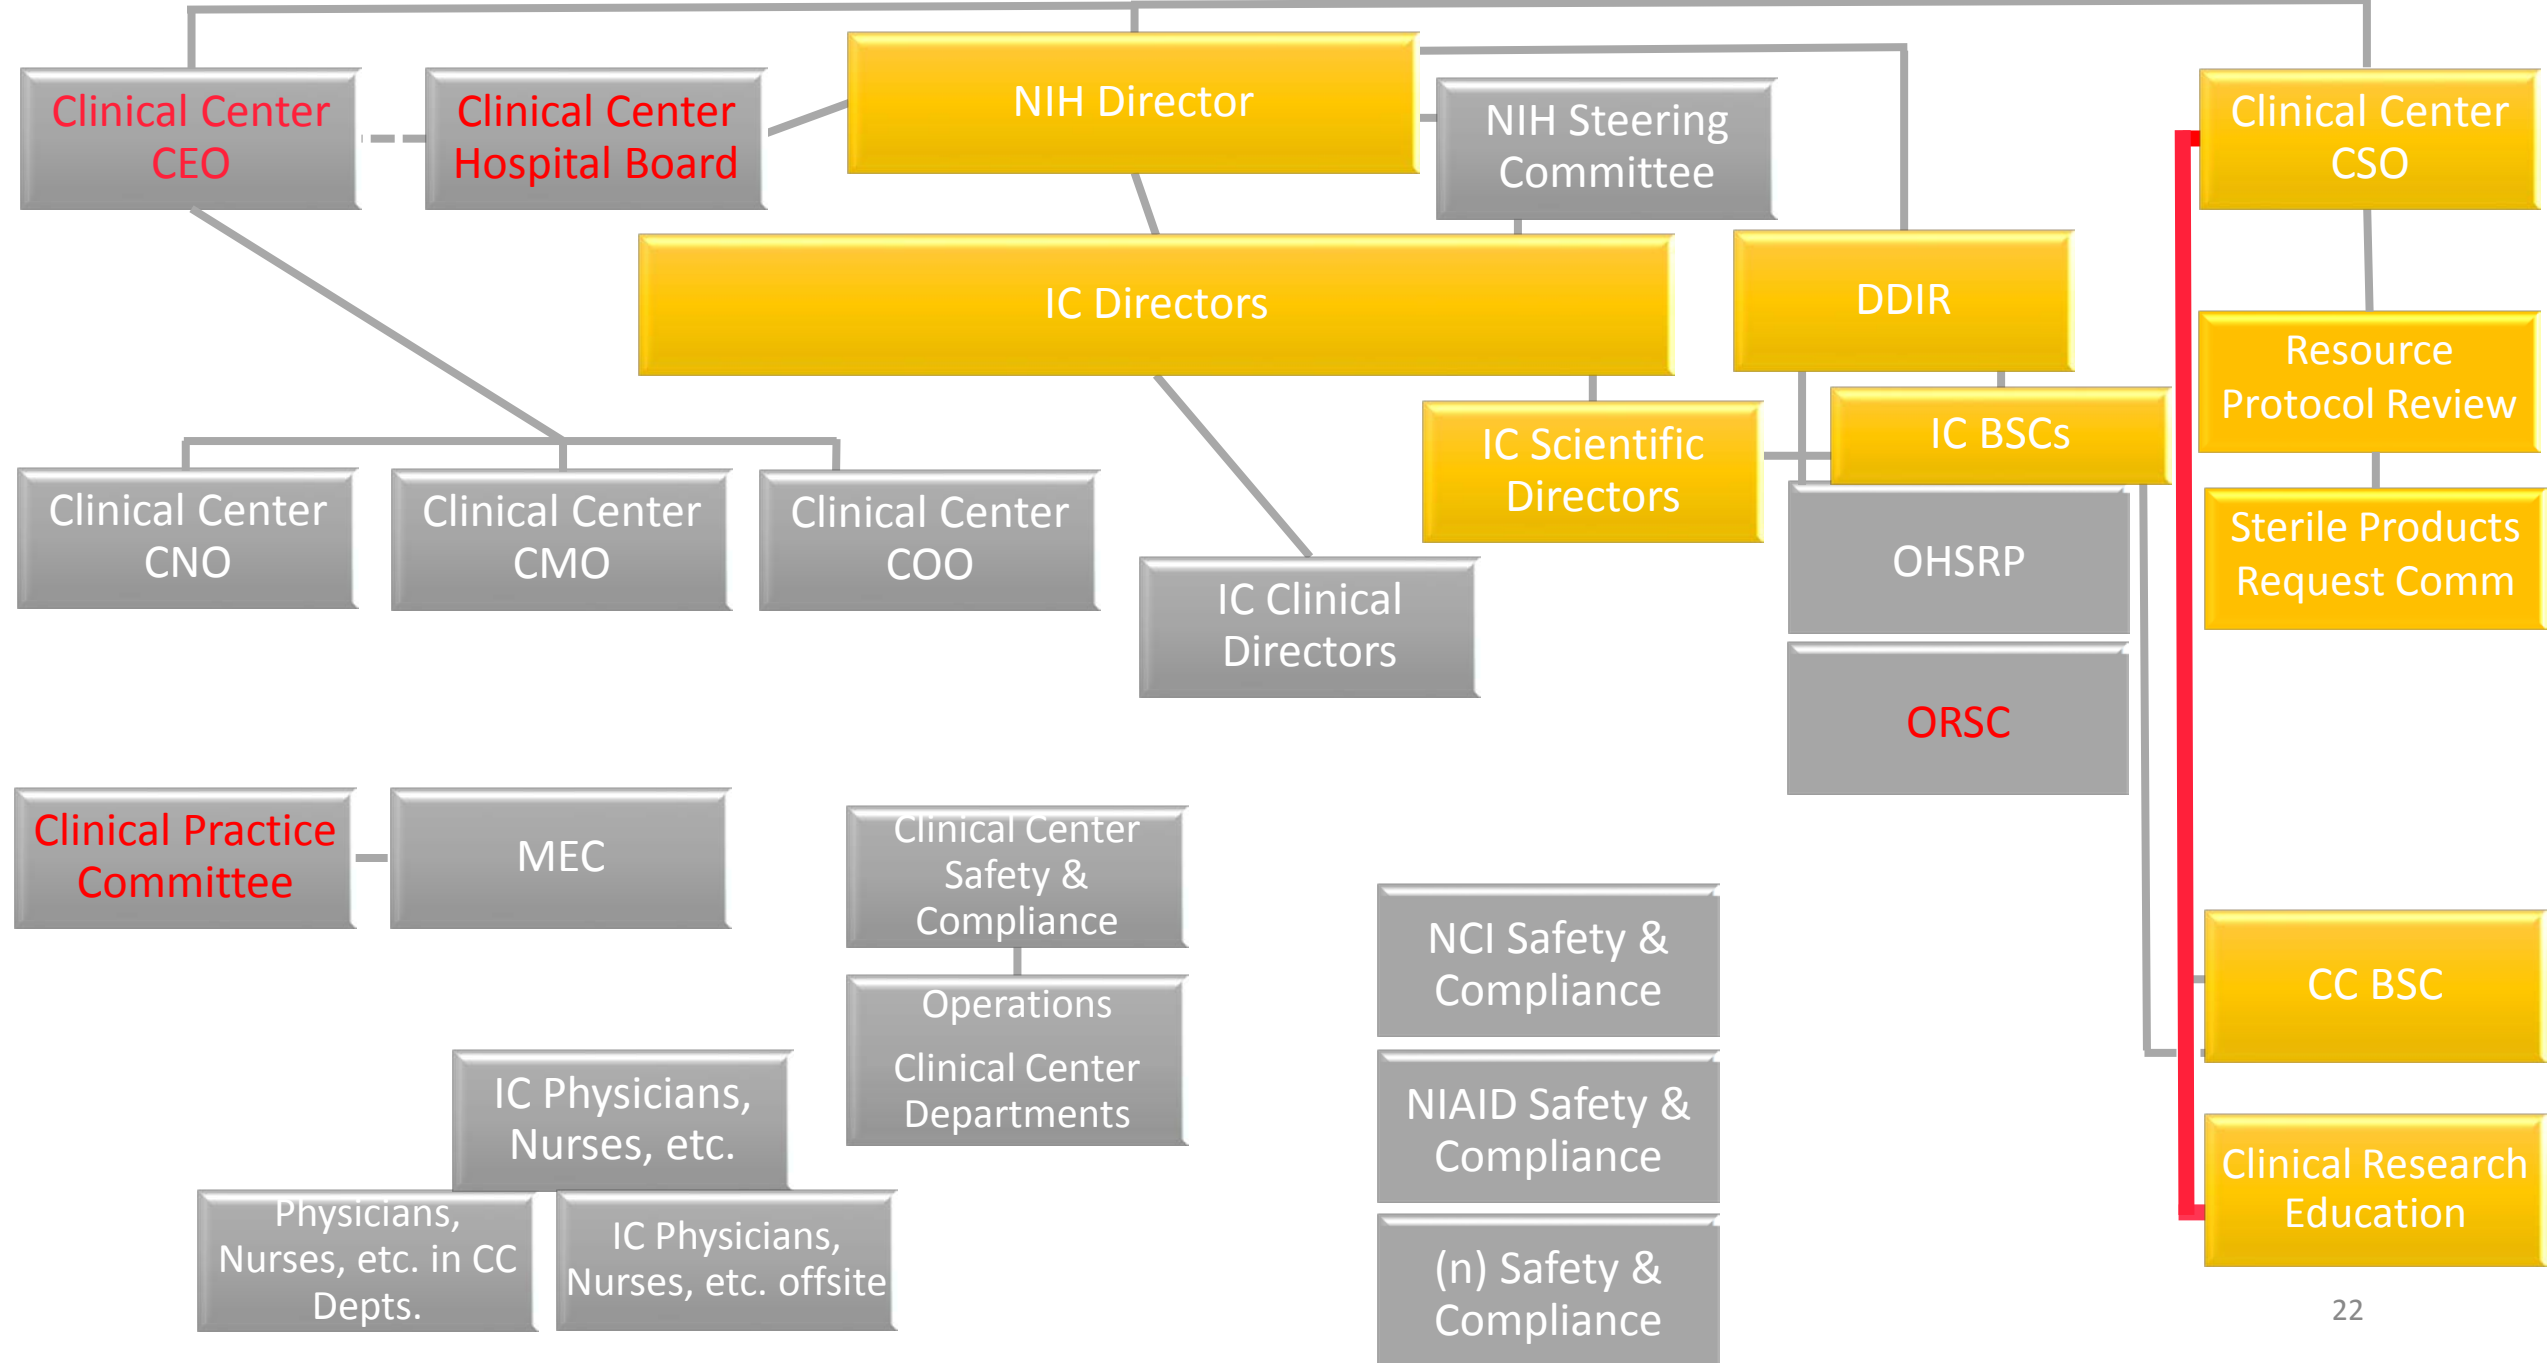 Clinical Center
CEO
Clinical Center
Hospital Board
NIH Director
NIH Steering
Committee
Clinical Center
CSO
IC Directors
DDIR
Resource
Protocol Review
IC Scientific
Directors
IC BSCs
Clinical Center
CNO
Clinical Center
CMO
Clinical Center
COO
IC Clinical
Directors
OHSRP
Sterile Products
Request Comm
ORSC
Clinical Practice
Committee
MEC
Clinical Center
Safety &
Compliance
Operations
Clinical Center
Departments
NCI Safety &
Compliance
CC BSC
IC Physicians,
Nurses, etc.
NIAID Safety &
Compliance
Clinical Research
Education
Physicians,
Nurses, etc. in CC
Depts.
IC Physicians,
Nurses, etc. offsite
(n) Safety &
Compliance
22